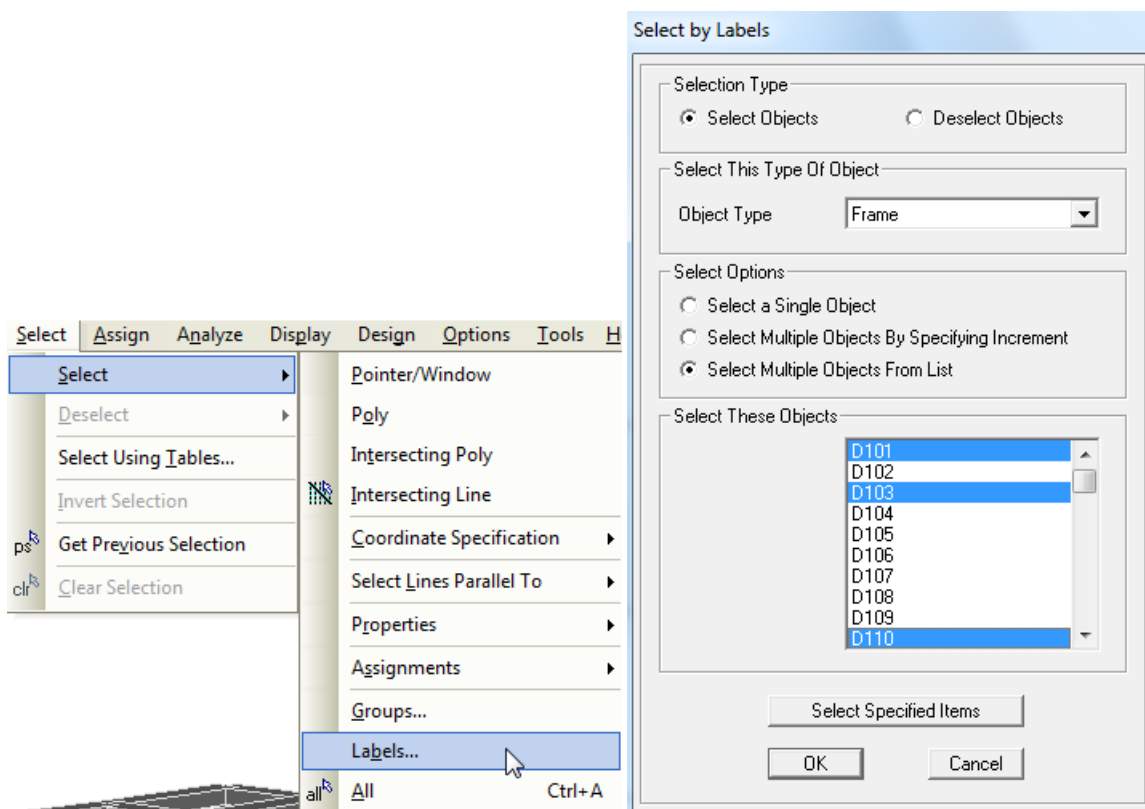 Select Assign Analyze Display Design Options Tools H
Select
Deselect
Select Using Tables...
Invert Selection
ps Get Previous Selection
clr Clear Selection
Pointer/Window
Poly
Intersecting Poly
Intersecting Line
Coordinate Specification
Select Lines Parallel To
Properties
Assignments
Groups...
Labels...
all All Ctrl+A
Select by Labels
Selection Type
Select Objects Deselect Objects
Select This Type Of Object
Object Type Frame
Select Options
Select a Single Object
Select Multiple Objects By Specifying Increment
Select Multiple Objects From List
Select These Objects
D101
D102
D103
D104
D105
D106
D107
D108
D109
D110
Select Specified Items
OK Cancel